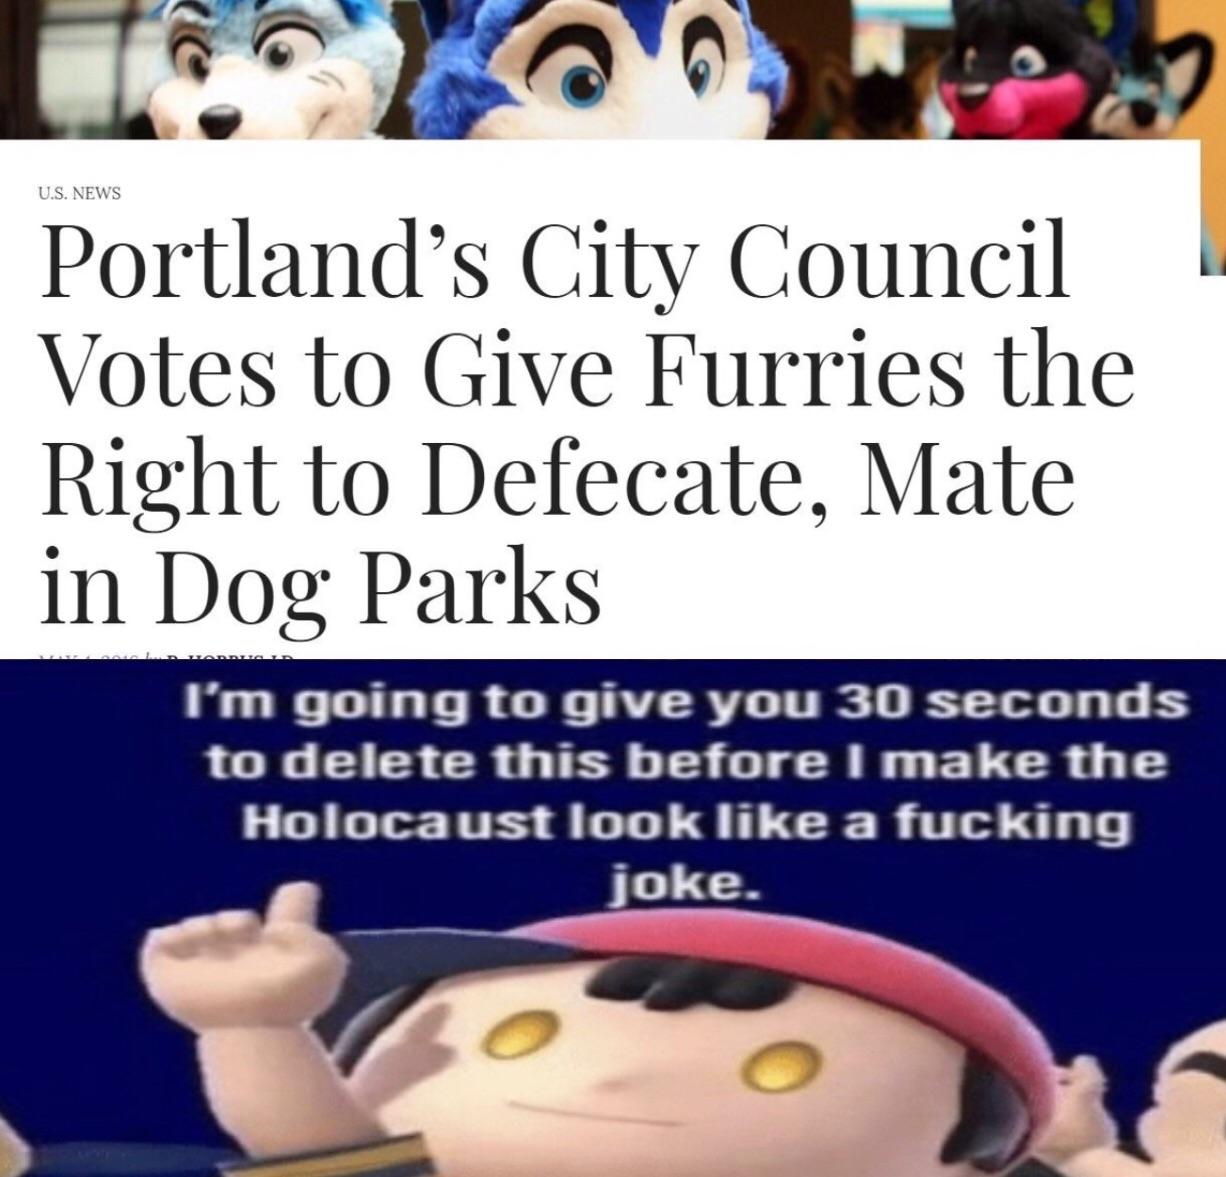 U.S. NEWS
Portland’s City Council
Votes to Give Furries the
Right to Defecate, Mate
in Dog Parks
I'm going to give you 30 seconds
to delete this before I make the
Holocaust look like a fucking
joke.